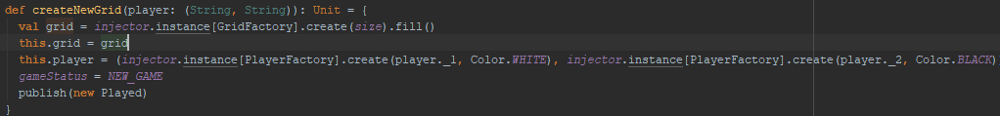 def createNewGrid(player: (String, String)): Unit = {
  val grid = injector.instance[GridFactory].create(size).fill()
  this.grid = grid
  this.player = (injector.instance[PlayerFactory].create(player._1, Color.WHITE), injector.instance[PlayerFactory].create(player._2, Color.BLACK)
  gameStatus = NEW_GAME
  publish(new Played)
}